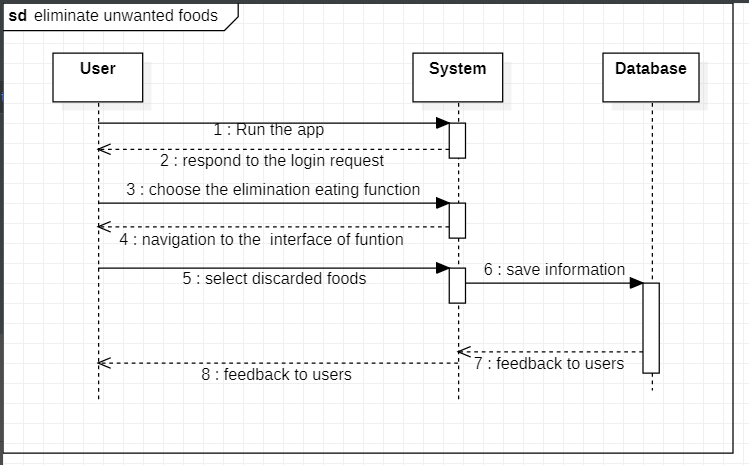 sd eliminate unwanted foods
User
System
Database
1 : Run the app
2 : respond to the login request
3 : choose the elimination eating function
4 : navigation to the interface of funtion
5 : select discarded foods
6 : save information
7 : feedback to users
8 : feedback to users